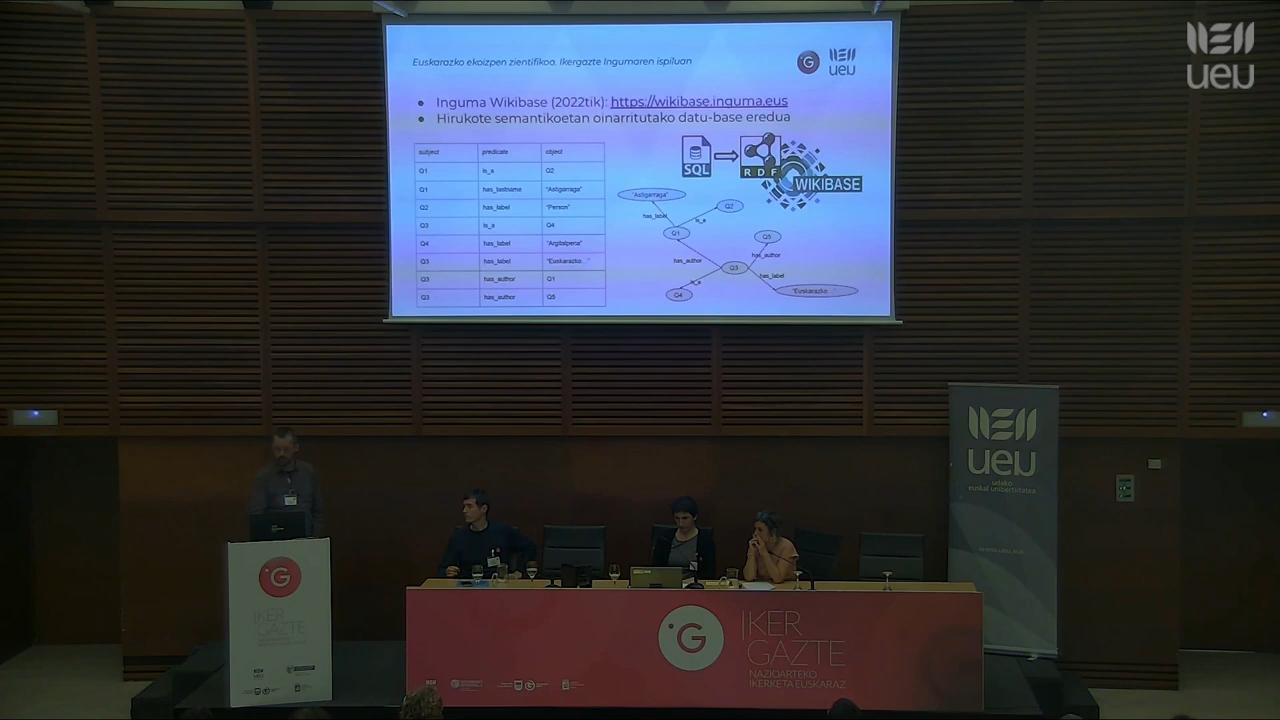 Euskarazko ekoizpen zientifikoa. Ikergazte Ingumaren ispiluan
G
UEU
UEU
● Inguma Wikibase (2022tik): https://wikibase.inguma.eus
● Hirukote semantikoetan oinarritutako datu-base eredua
subject predicate object
Q1 is_a Q2
Q1 has_lastname "Astigarraga"
Q2 has_label "Person"
Q3 is_a Q4
Q4 has_label "Argitalpena"
Q3 has_label "Euskarazko..."
Q3 has_author Q1
Q3 has_author Q5
SQL
RDF
WIKIBASE
"Astigarraga"
Q2
has_label
is_a
Q1
Q5
has_author
has_author
Q3
has_label
is_a
Q4
"Euskarazko..."
UEU
udako
euskal unibertsitatea
G
IKER
GAZTE
G
IKER
GAZTE
NAZIOARTEKO
IKERKETA EUSKARAZ